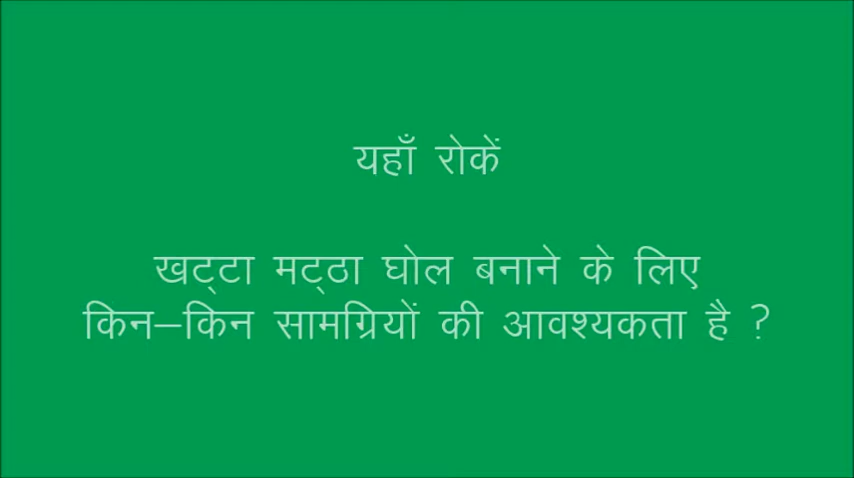 यहाँ रोकें
खट्टा मट्ठा घोल बनाने के लिए
किन–किन सामग्रियों की आवश्यकता है ?